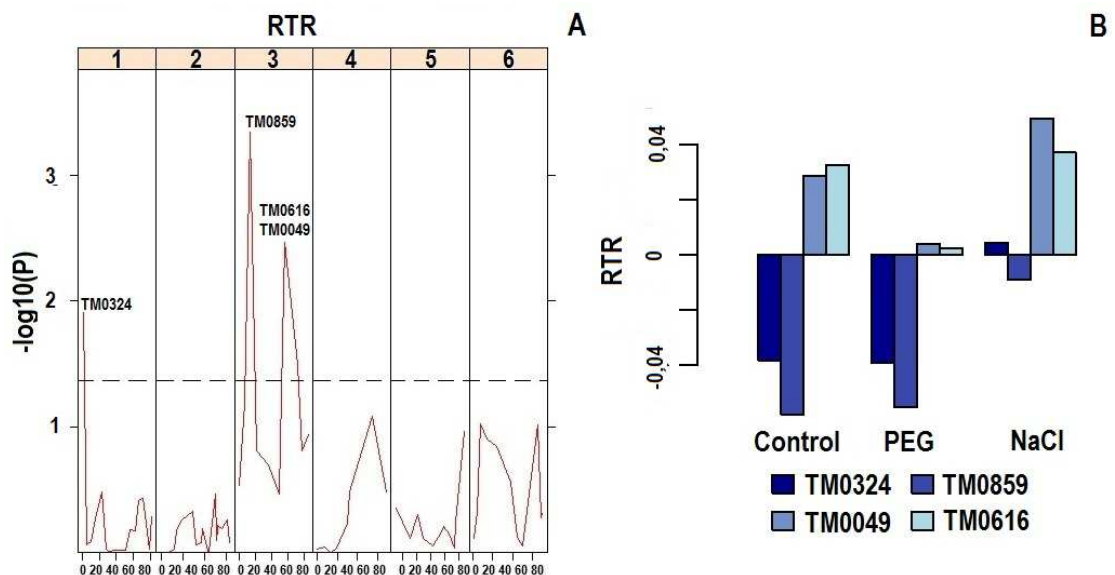 RTR
A
1 2 3 4 5 6
TM0859
TM0616
TM0049
TM0324
-log10(P)
3
2
1
0 20 40 60 80 0 20 40 60 80 0 20 40 60 80 0 20 40 60 80 0 20 40 60 80 0 20 40 60 80
B
RTR
0,04
0
-0,04
Control PEG NaCl
TM0324 TM0859
TM0049 TM0616